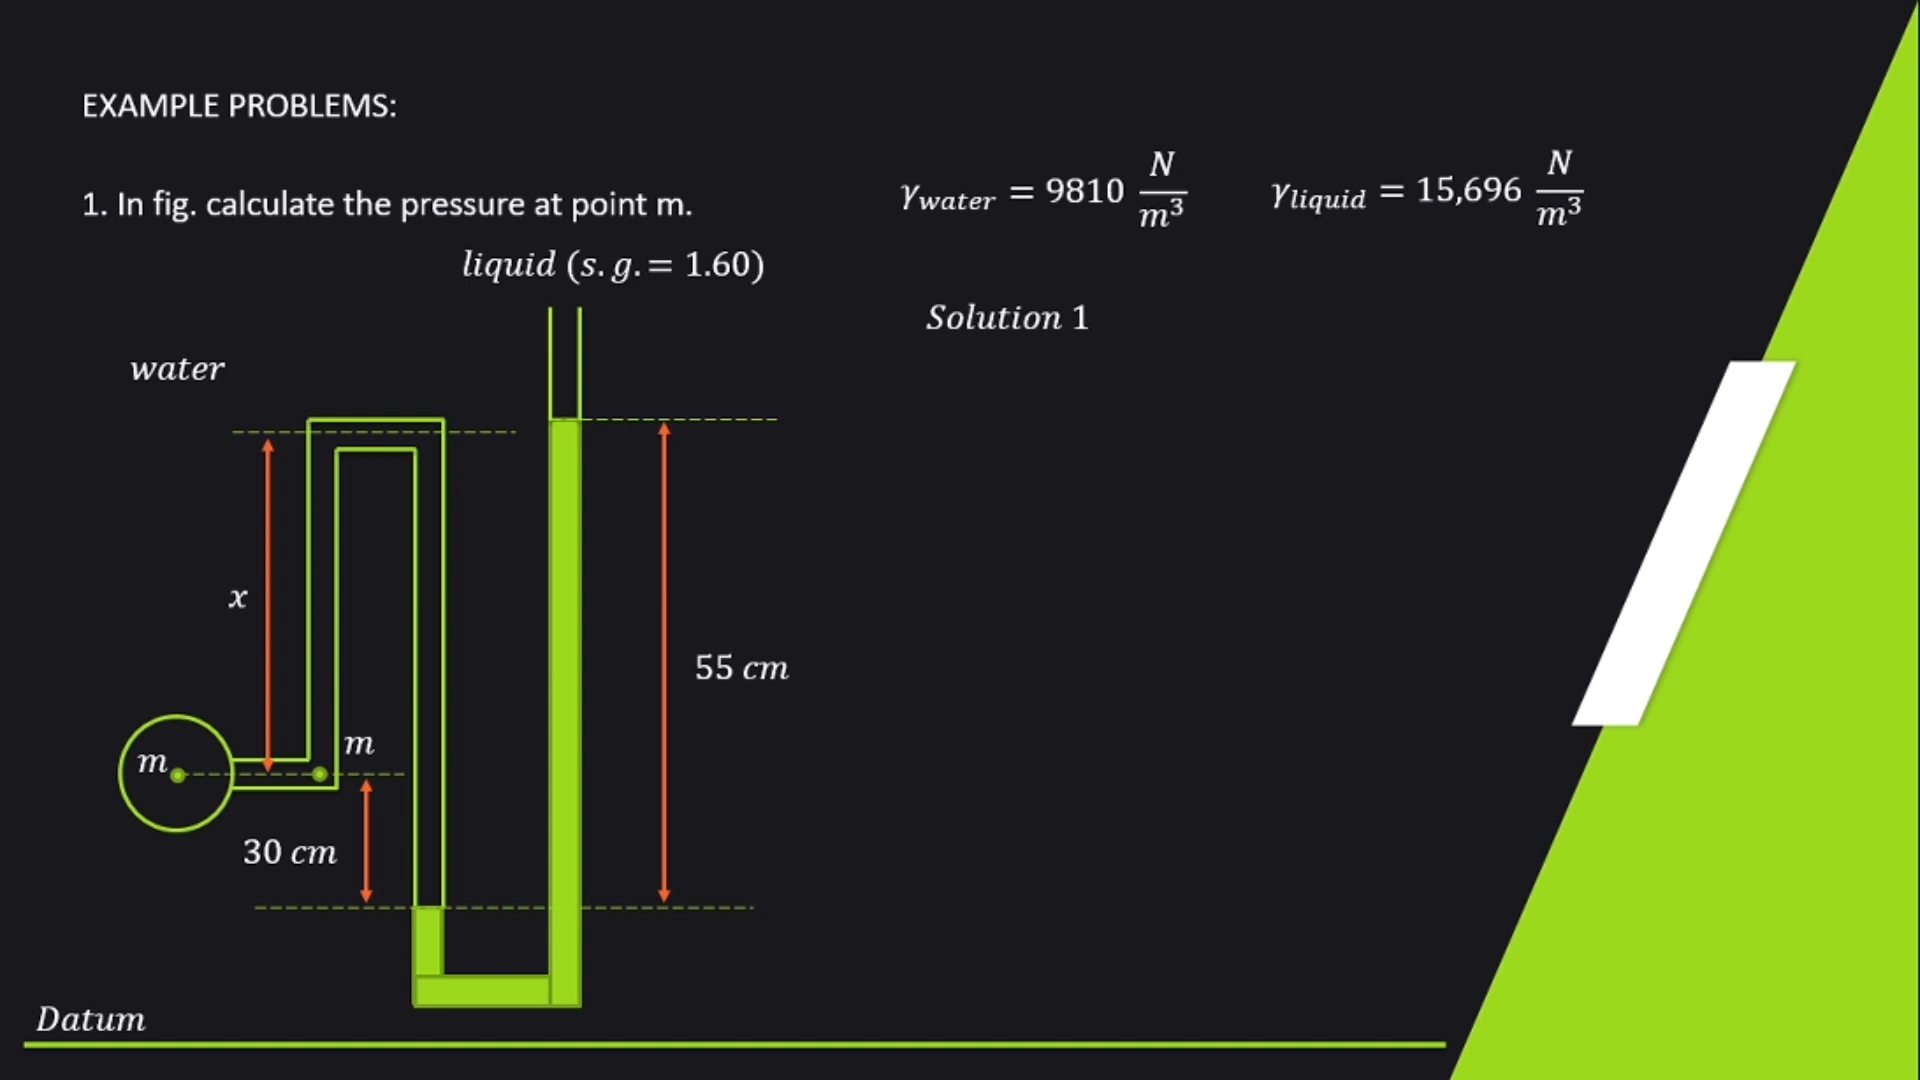 EXAMPLE PROBLEMS:
1. In fig. calculate the pressure at point m.
γ_water = 9810 N/m³
γ_liquid = 15,696 N/m³
liquid (s. g. = 1.60)
Solution 1
water
x
55 cm
m
m
30 cm
Datum